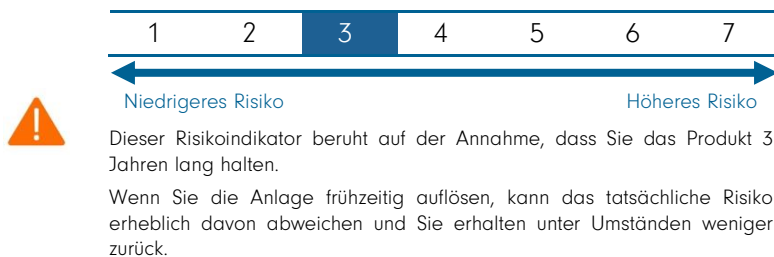 1 2 3 4 5 6 7
Niedrigeres Risiko Höheres Risiko
Dieser Risikoindikator beruht auf der Annahme, dass Sie das Produkt 3
Jahren lang halten.
Wenn Sie die Anlage frühzeitig auflösen, kann das tatsächliche Risiko
erheblich davon abweichen und Sie erhalten unter Umständen weniger
zurück.